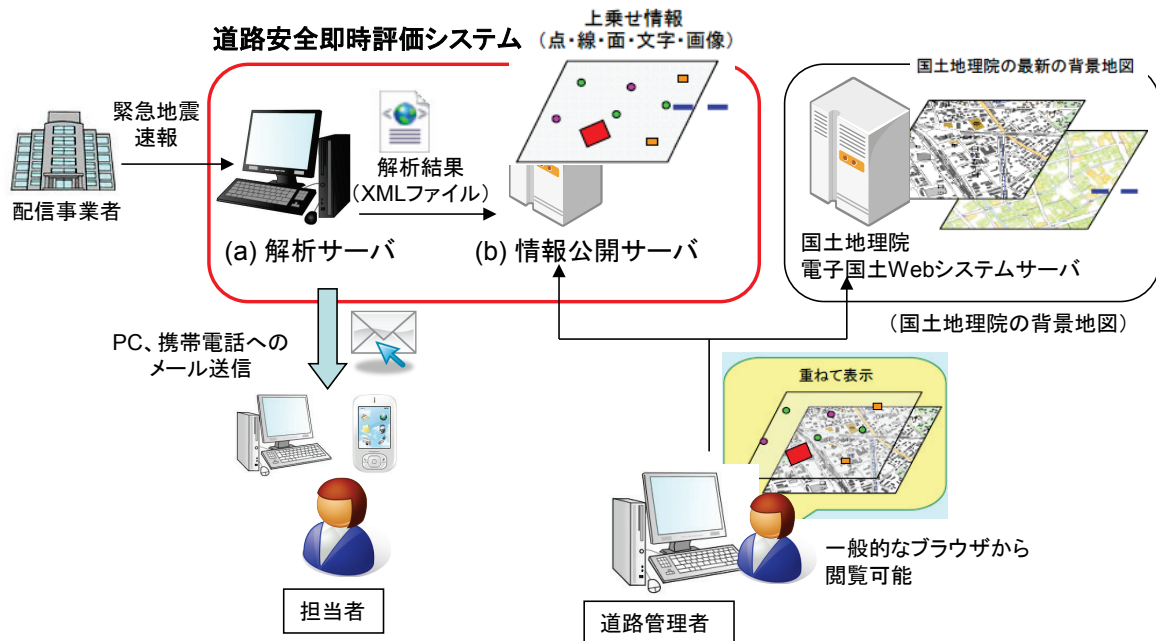 上乗せ情報
（点・線・面・文字・画像）
道路安全即時評価システム
国土地理院の最新の背景地図
緊急地震
速報
解析結果
（XMLファイル）
配信事業者
(a) 解析サーバ
(b) 情報公開サーバ
国土地理院
電子国土Webシステムサーバ
（国土地理院の背景地図）
PC、携帯電話への
メール送信
重ねて表示
一般的なブラウザから
閲覧可能
担当者
道路管理者